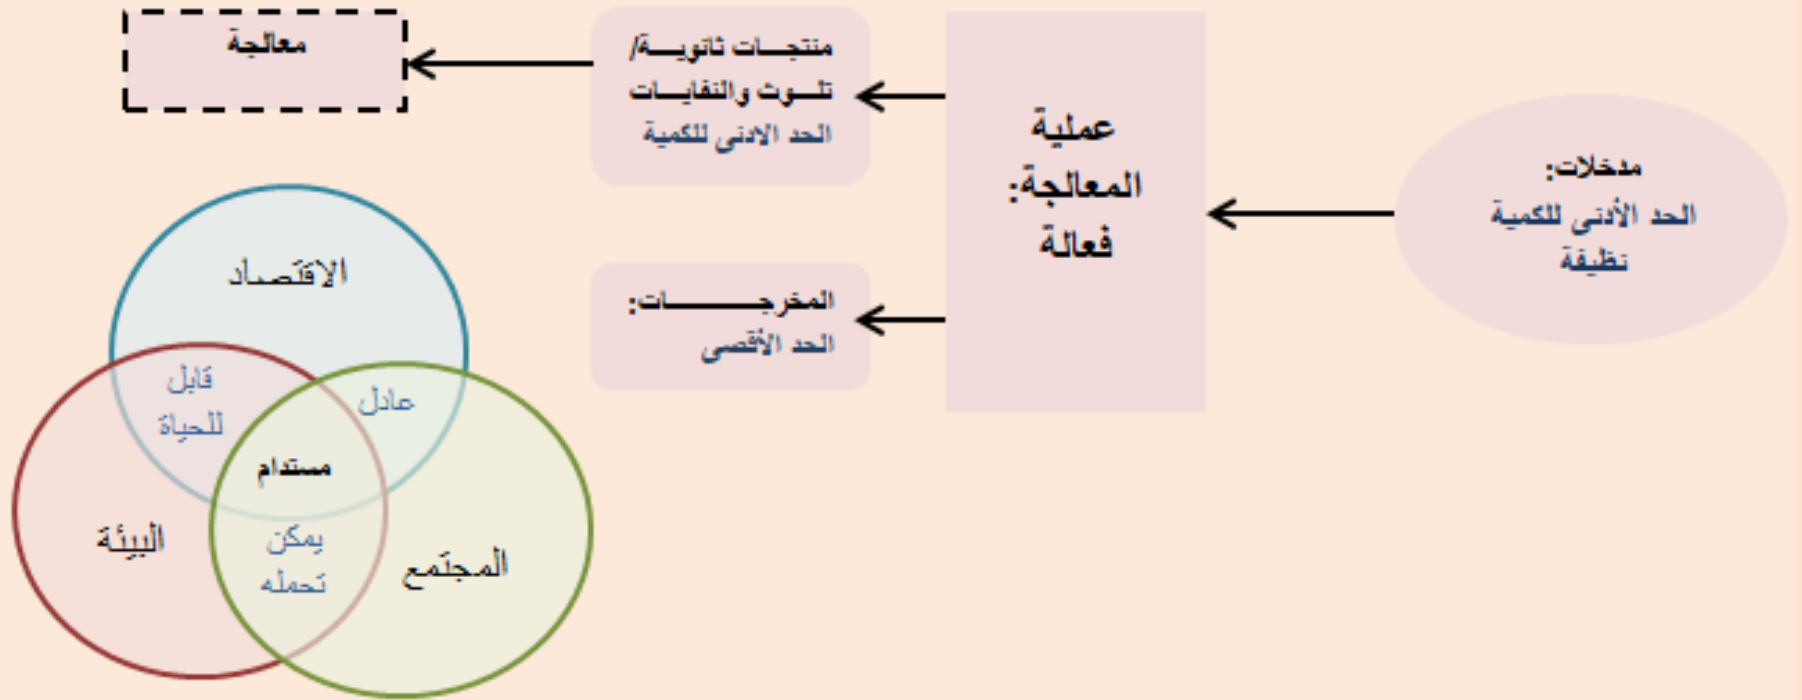 مدخلات:
الحد الأدنى للكمية
نظيفة
عملية
المعالجة:
فعالة
منتجات ثانوية/
تلوث والنفايات
الحد الادنى للكمية
معالجة
المخرجات:
الحد الأقصى
الاقتصاد
قابل
للحياة
عادل
مستدام
البيئة
يمكن
تحمله
المجتمع